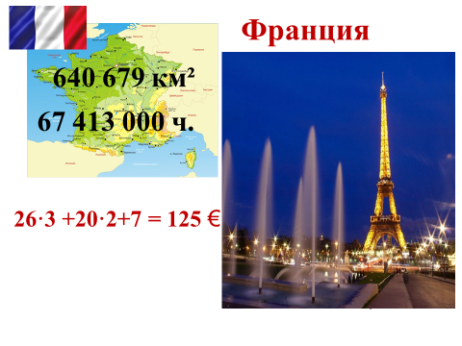 Франция
640 679 км²
67 413 000 ч.
26·3 +20·2+7 = 125 €